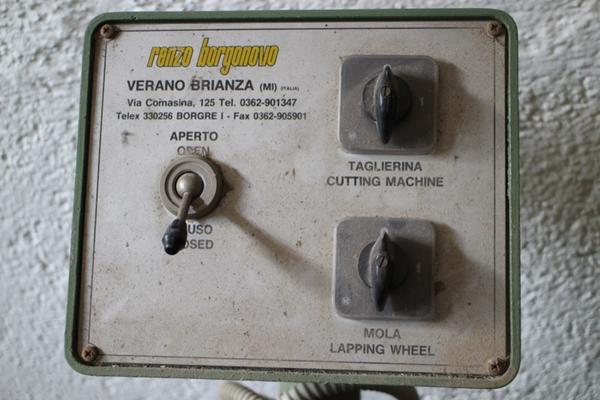 renzo borgonovo
VERANO BRIANZA (MI) (ITALIA)
Via Comasina, 125 Tel. 0362-901347
Telex 330256 BORGRE I - Fax 0362-905901
APERTO
OPEN
TAGLIERINA
CUTTING MACHINE
MOLA
LAPPING WHEEL